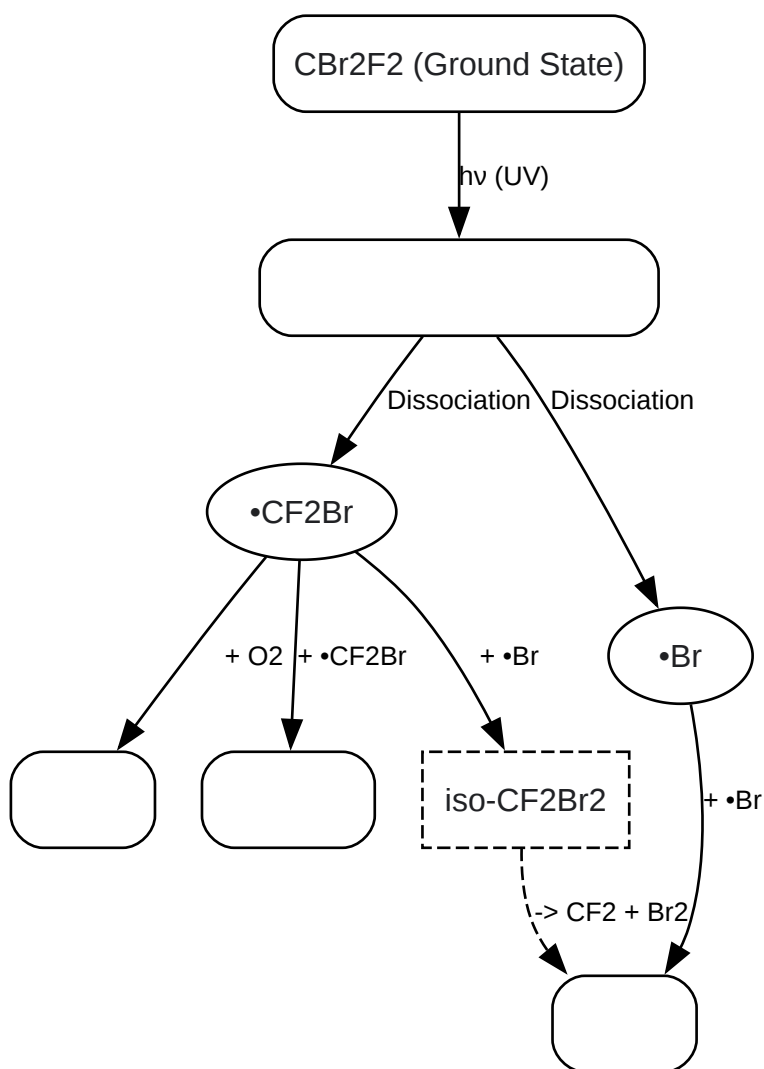 CBr2F2 (Ground State)
hν (UV)
Dissociation
Dissociation
•CF2Br
+ O2
+ •CF2Br
+ •Br
•Br
iso-CF2Br2
+ •Br
-> CF2 + Br2